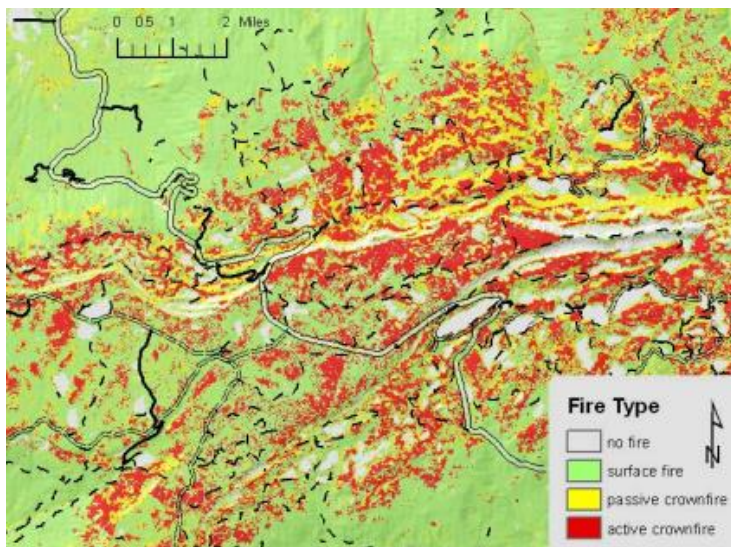 0 0.5 1 2 Miles
Fire Type
no fire
surface fire
passive crownfire
active crownfire
N